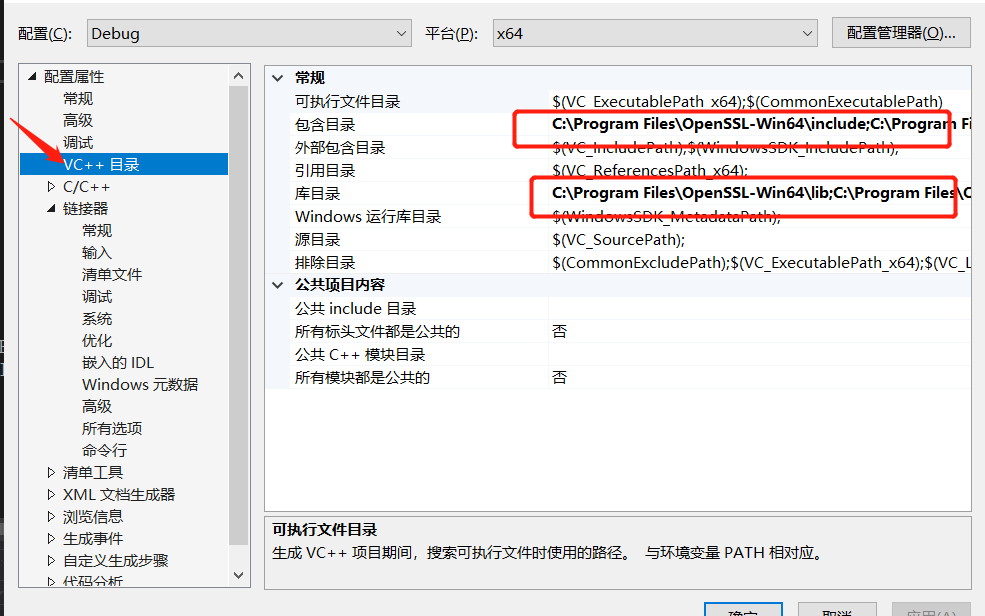 配置(C): Debug 平台(P): x64 配置管理器(O)...
配置属性
常规
高级
调试
VC++ 目录
C/C++
链接器
常规
输入
清单文件
调试
系统
优化
嵌入的 IDL
Windows 元数据
高级
所有选项
命令行
清单工具
XML 文档生成器
浏览信息
生成事件
自定义生成步骤
代码分析
常规
可执行文件目录 $(VC_ExecutablePath_x64);$(CommonExecutablePath)
包含目录 C:\Program Files\OpenSSL-Win64\include;C:\Program Fi
外部包含目录 $(VC_IncludePath);$(WindowsSDK_IncludePath);
引用目录 $(VC_ReferencesPath_x64);
库目录 C:\Program Files\OpenSSL-Win64\lib;C:\Program Files\O
Windows 运行库目录 $(WindowsSDK_MetadataPath);
源目录 $(VC_SourcePath);
排除目录 $(CommonExcludePath);$(VC_ExecutablePath_x64);$(VC_L
公共项目内容
公共 include 目录
所有标头文件都是公共的 否
公共 C++ 模块目录
所有模块都是公共的 否
可执行文件目录
生成 VC++ 项目期间，搜索可执行文件时使用的路径。 与环境变量 PATH 相对应。
确定 取消 应用(A)